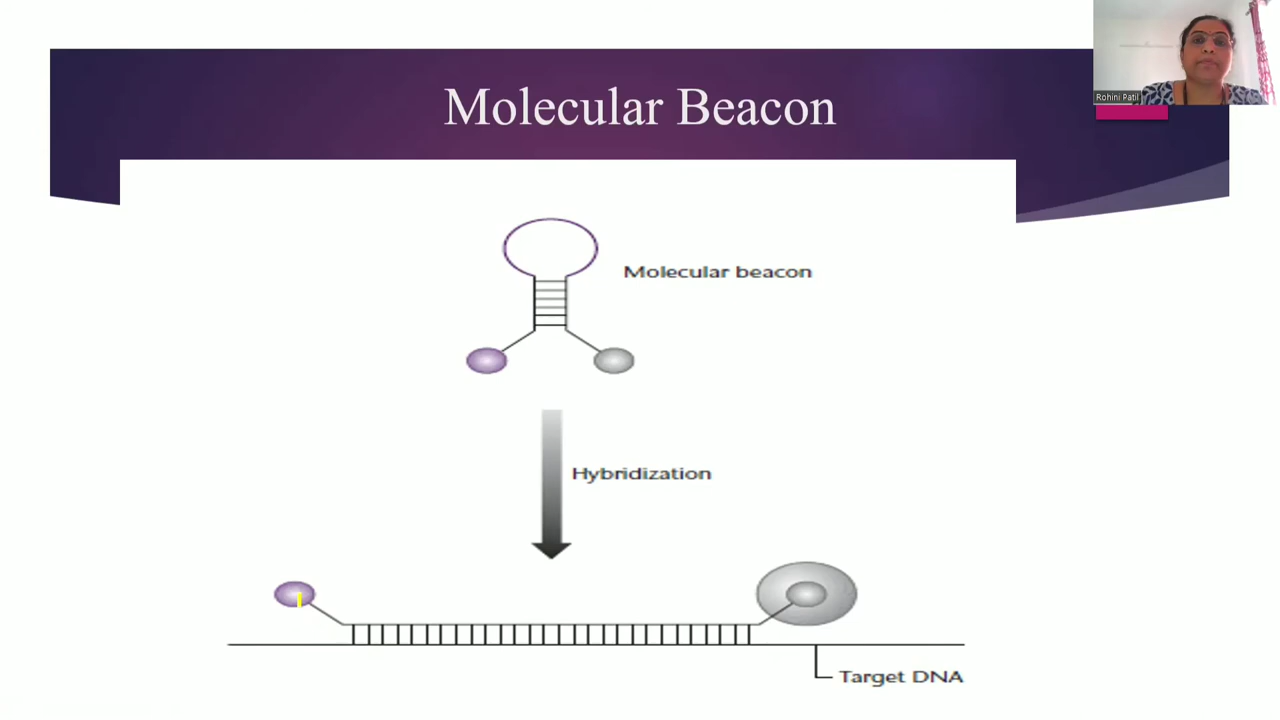 Rohini Patil
Molecular Beacon
Molecular beacon
Hybridization
Target DNA